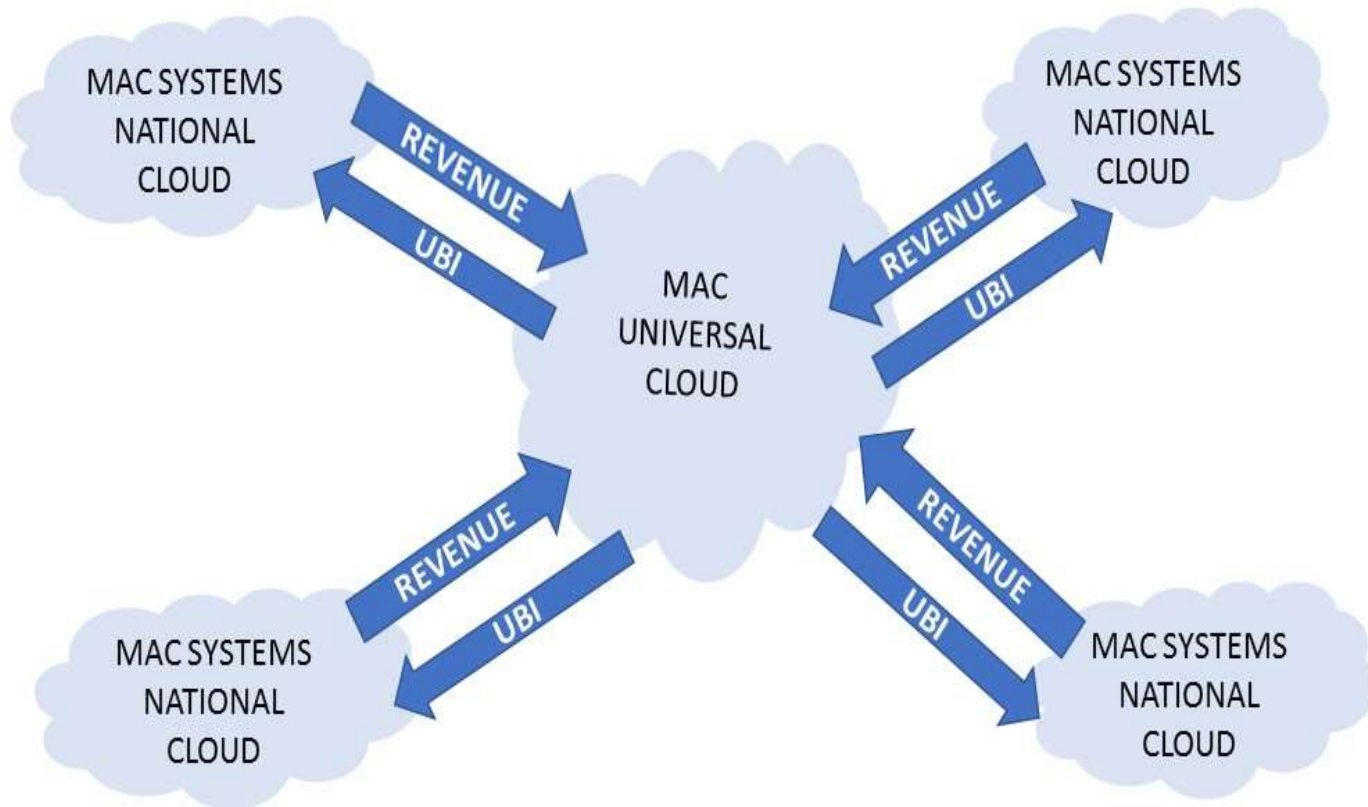 MAC SYSTEMS
NATIONAL
CLOUD
REVENUE
UBI
MAC SYSTEMS
NATIONAL
CLOUD
REVENUE
UBI
MAC
UNIVERSAL
CLOUD
REVENUE
UBI
MAC SYSTEMS
NATIONAL
CLOUD
REVENUE
UBI
MAC SYSTEMS
NATIONAL
CLOUD